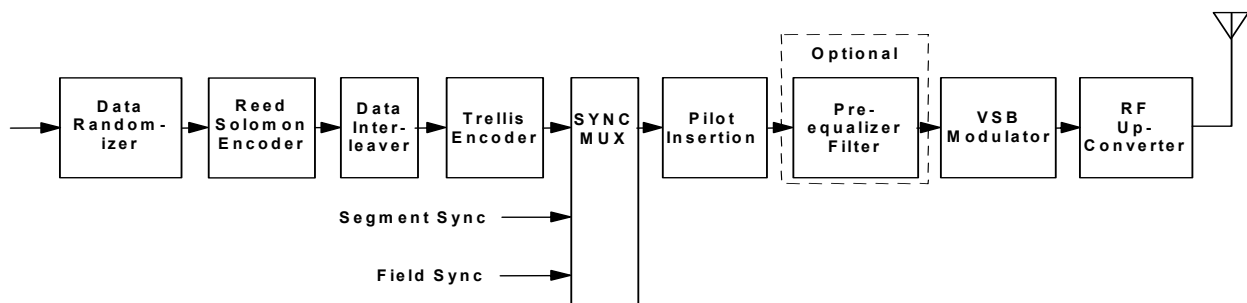 Optional
Data
Random-
izer
Reed
Solomon
Encoder
Data
Inter-
leaver
Trellis
Encoder
SYNC
MUX
Pilot
Insertion
Pre-
equalizer
Filter
VSB
Modulator
RF
Up-
Converter
Segment Sync
Field Sync